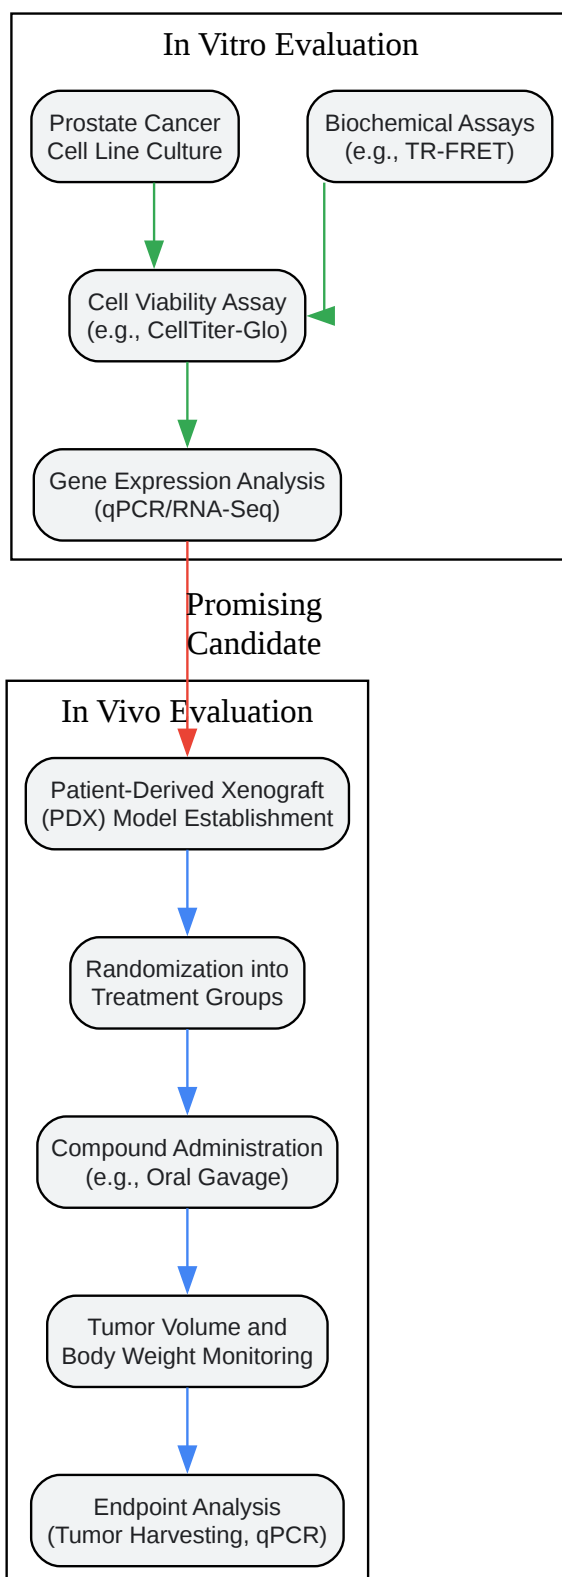 In Vitro Evaluation
Prostate Cancer
Cell Line Culture
Biochemical Assays
(e.g., TR-FRET)
Cell Viability Assay
(e.g., CellTiter-Glo)
Gene Expression Analysis
(qPCR/RNA-Seq)
Promising
Candidate
In Vivo Evaluation
Patient-Derived Xenograft
(PDX) Model Establishment
Randomization into
Treatment Groups
Compound Administration
(e.g., Oral Gavage)
Tumor Volume and
Body Weight Monitoring
Endpoint Analysis
(Tumor Harvesting, qPCR)